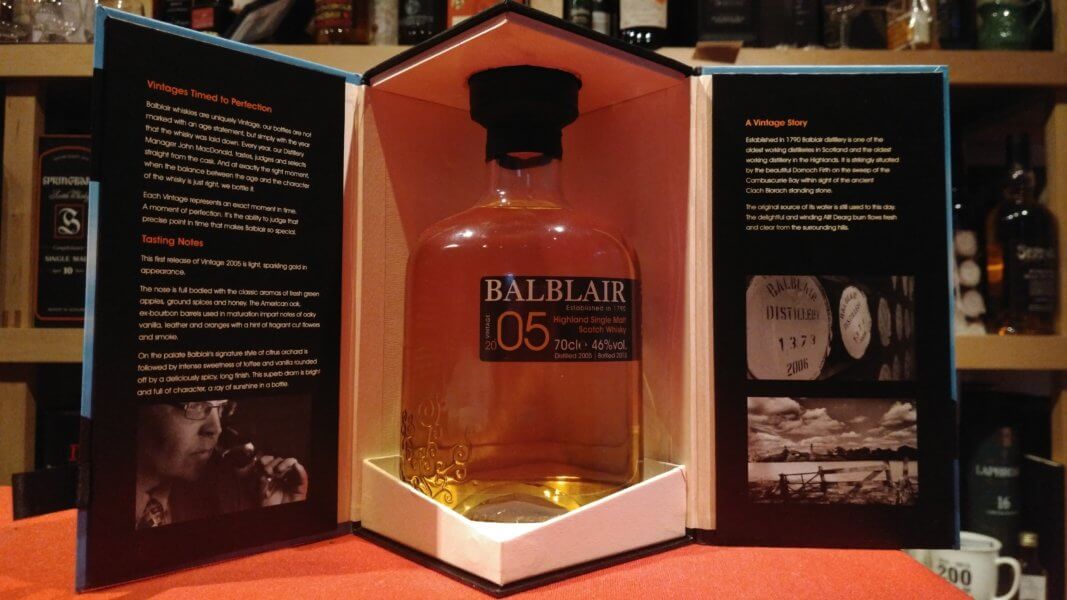 Vintages Timed to Perfection
Balblair whiskies are uniquely Vintage, our bottles are not
marked with an age statement, but simply with the year
that the whisky was laid down. Every year, our Distillery
Manager John MacDonald, tastes, judges and selects
straight from the cask. And at exactly the right moment,
when the balance between the age and the character
of the whisky is just right, we bottle it.
Each Vintage represents an exact moment in time.
A moment of perfection. It's the ability to judge that
precise point in time that makes Balblair so special.
Tasting Notes
This first release of Vintage 2005 is light, sparkling gold in
appearance.
The nose is full bodied with the classic aromas of fresh green
apples, ground spices and honey. The American oak,
ex-bourbon barrels used in maturation impart notes of oaky
vanilla, leather and oranges with a hint of fragrant cut flowers
and smoke.
On the palate Balblair's signature style of citrus orchard is
followed by intense sweetness of toffee and vanilla rounded
off by a deliciously spicy, long finish. This superb dram is bright
and full of character, a ray of sunshine in a bottle.
BALBLAIR
Established in 1790
VINTAGE
2005
Highland Single Malt
Scotch Whisky
70cl 46%vol.
Distilled 2005 | Bottled
A Vintage Story
Established in 1790 Balblair distillery is one of the
oldest working distilleries in Scotland and the oldest
working distillery in the Highlands. It is strikingly situated
by the beautiful Dornoch Firth on the sweep of the
Cambuscurrie Bay within sight of the ancient
Clach Biorach standing stone.
The original source of its water is still used to this day.
The delightful and winding Allt Dearg burn flows fresh
and clear from the surrounding hills.
BALBLAIR
DISTILLERY
1373
2006
SPRINGBANK
S
SINGLE MALT
10
LAPHROAIG
16
200